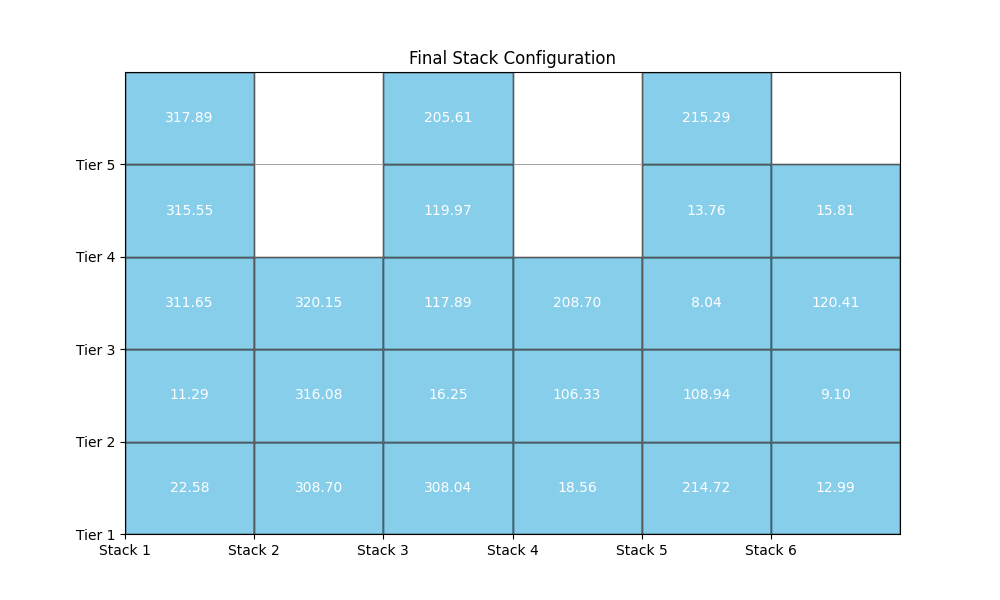 Final Stack Configuration
317.89 205.61 215.29
Tier 5
315.55 119.97 13.76 15.81
Tier 4
311.65 320.15 117.89 208.70 8.04 120.41
Tier 3
11.29 316.08 16.25 106.33 108.94 9.10
Tier 2
22.58 308.70 308.04 18.56 214.72 12.99
Tier 1
Stack 1 Stack 2 Stack 3 Stack 4 Stack 5 Stack 6